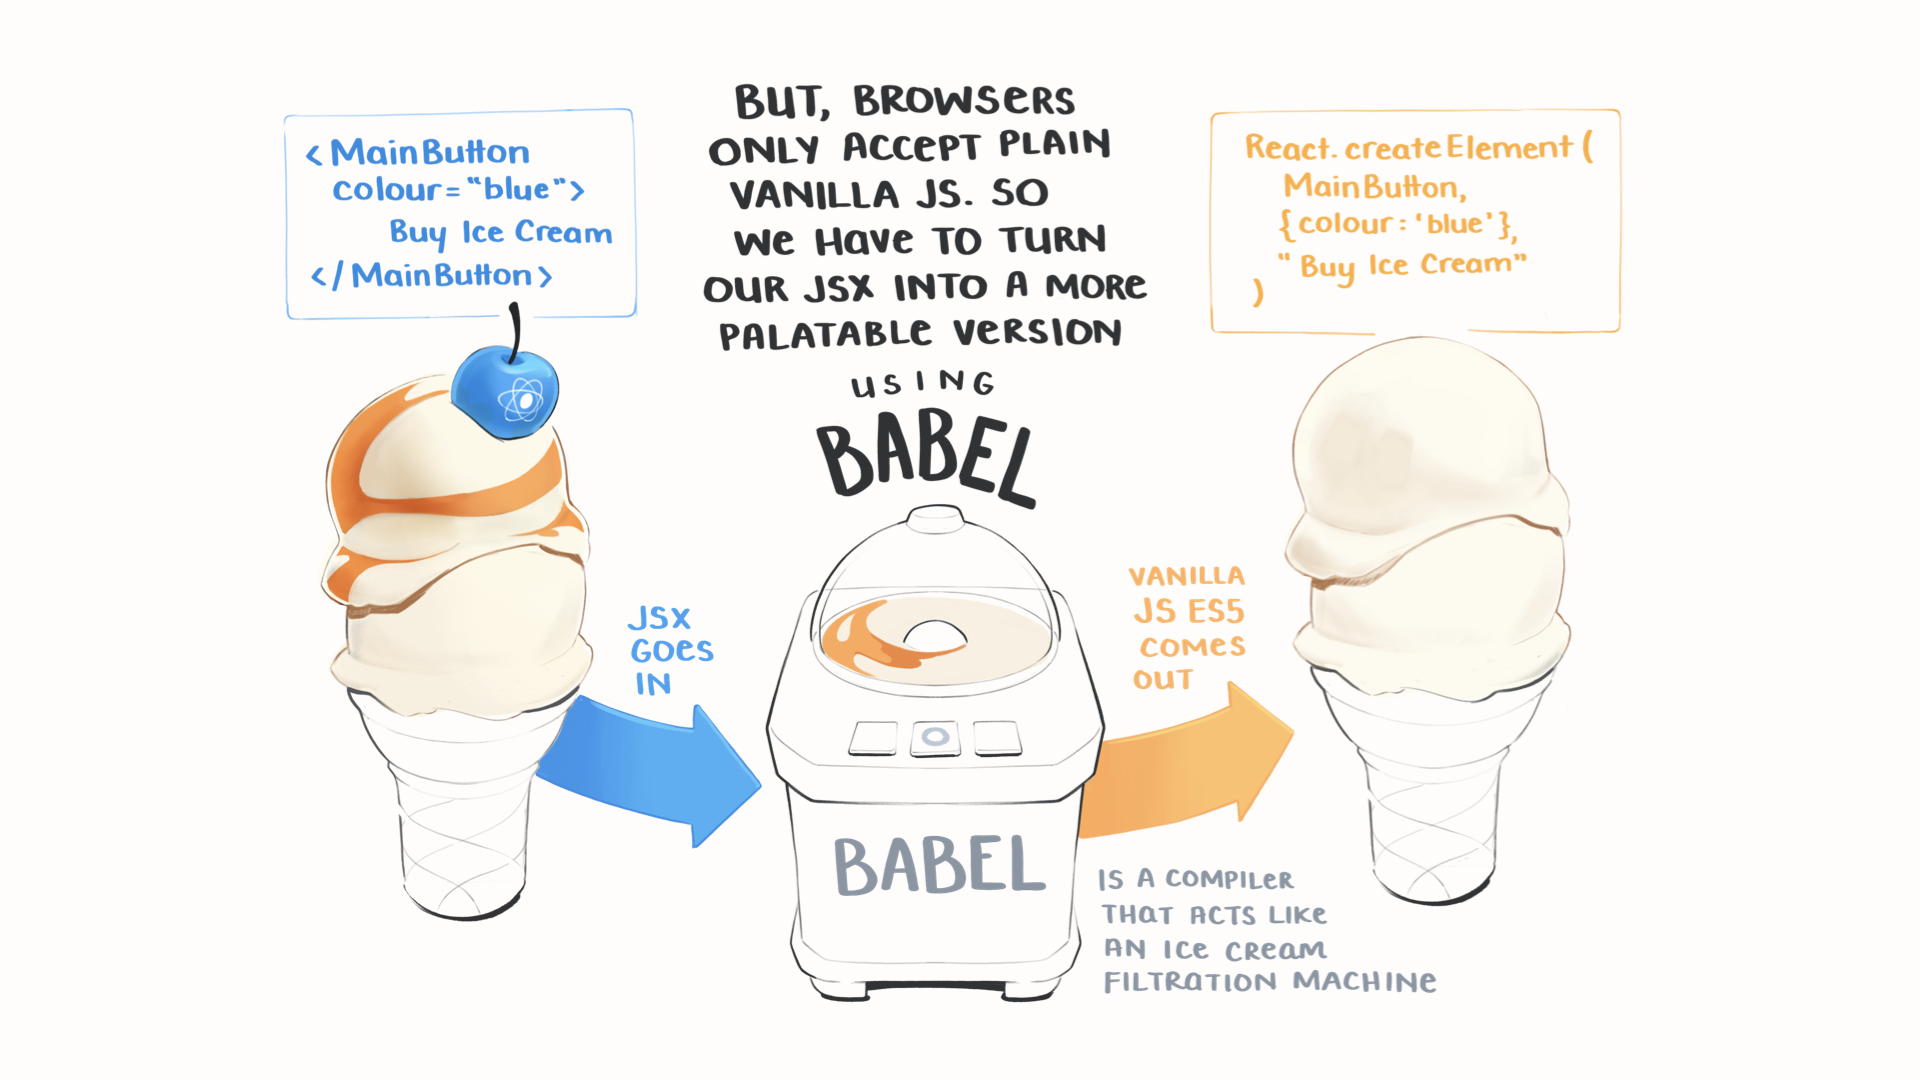 BUT, BROWSERS
ONLY ACCEPT PLAIN
VANILLA JS. SO
WE HAVE TO TURN
OUR JSX INTO A MORE
PALATABLE VERSION
USING
BABEL
<MainButton
colour="blue">
Buy Ice Cream
</MainButton>
React.createElement(
MainButton,
{colour:'blue'},
"Buy Ice Cream"
)
JSX
GOES
IN
VANILLA
JS ES5
COMES
OUT
BABEL
IS A COMPILER
THAT ACTS LIKE
AN ICE CREAM
FILTRATION MACHINE